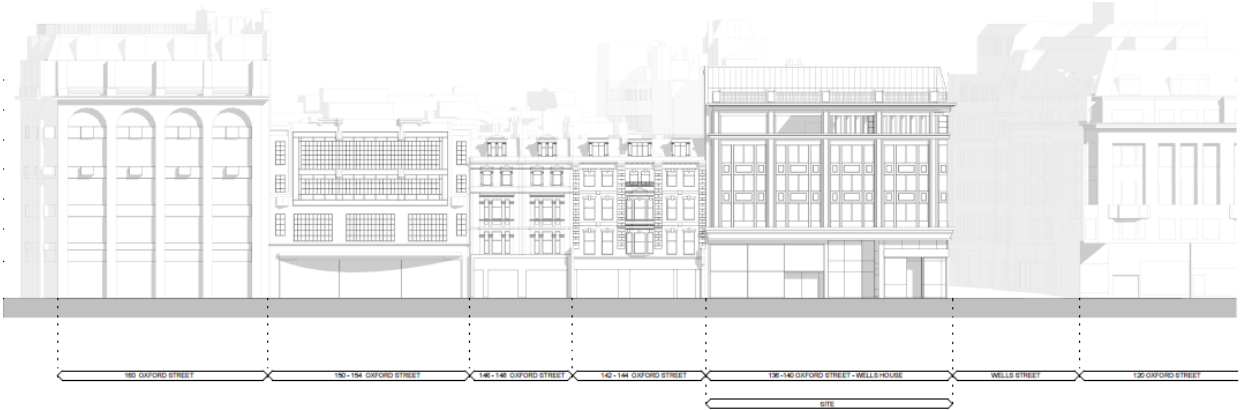 160 OXFORD STREET
150 - 154 OXFORD STREET
146 - 148 OXFORD STREET
142 - 144 OXFORD STREET
136 -140 OXFORD STREET - WELLS HOUSE
WELLS STREET
120 OXFORD STREET
SITE